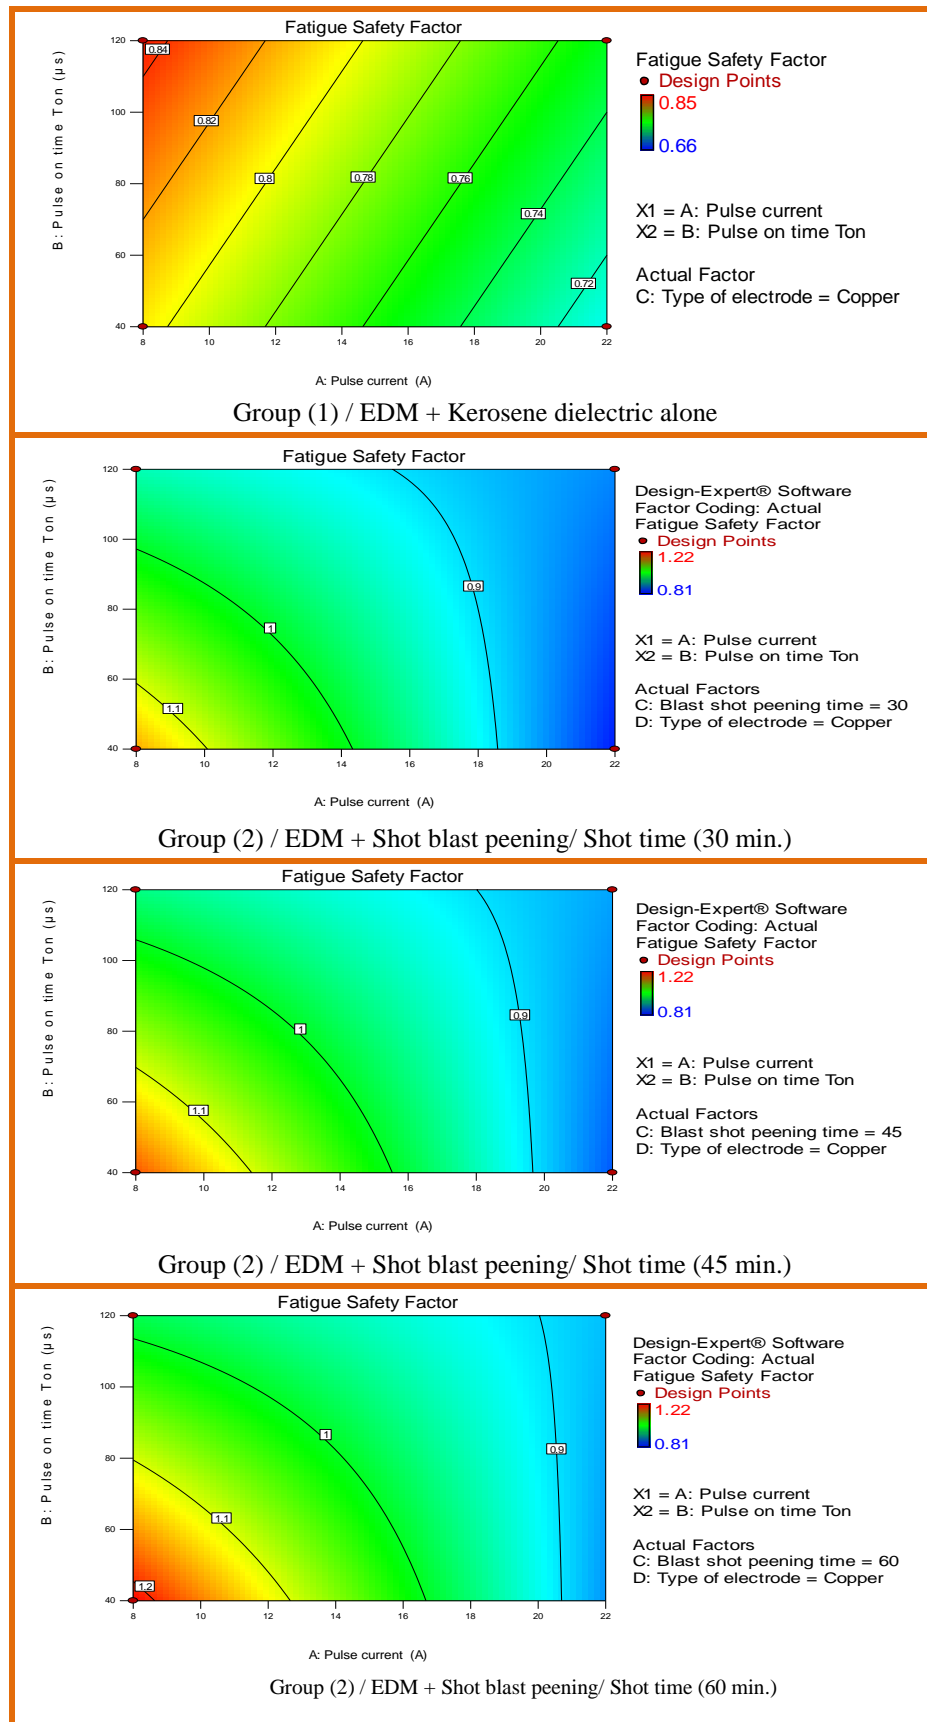 Fatigue Safety Factor
B: Pulse on time Ton (µs)
120
100
80
60
40
0.84
0.82
0.8
0.78
0.76
0.74
0.72
8
10
12
14
16
18
20
22
A: Pulse current (A)
Fatigue Safety Factor
Design Points
0.85
0.66
X1 = A: Pulse current
X2 = B: Pulse on time Ton
Actual Factor
C: Type of electrode = Copper
Group (1) / EDM + Kerosene dielectric alone
Fatigue Safety Factor
B: Pulse on time Ton (µs)
120
100
80
60
40
0.9
1
1.1
8
10
12
14
16
18
20
22
A: Pulse current (A)
Design-Expert® Software
Factor Coding: Actual
Fatigue Safety Factor
Design Points
1.22
0.81
X1 = A: Pulse current
X2 = B: Pulse on time Ton
Actual Factors
C: Blast shot peening time = 30
D: Type of electrode = Copper
Group (2) / EDM + Shot blast peening/ Shot time (30 min.)
Fatigue Safety Factor
B: Pulse on time Ton (µs)
120
100
80
60
40
0.9
1
1.1
8
10
12
14
16
18
20
22
A: Pulse current (A)
Design-Expert® Software
Factor Coding: Actual
Fatigue Safety Factor
Design Points
1.22
0.81
X1 = A: Pulse current
X2 = B: Pulse on time Ton
Actual Factors
C: Blast shot peening time = 45
D: Type of electrode = Copper
Group (2) / EDM + Shot blast peening/ Shot time (45 min.)
Fatigue Safety Factor
B: Pulse on time Ton (µs)
120
100
80
60
40
0.9
1
1.1
1.2
8
10
12
14
16
18
20
22
A: Pulse current (A)
Design-Expert® Software
Factor Coding: Actual
Fatigue Safety Factor
Design Points
1.22
0.81
X1 = A: Pulse current
X2 = B: Pulse on time Ton
Actual Factors
C: Blast shot peening time = 60
D: Type of electrode = Copper
Group (2) / EDM + Shot blast peening/ Shot time (60 min.)